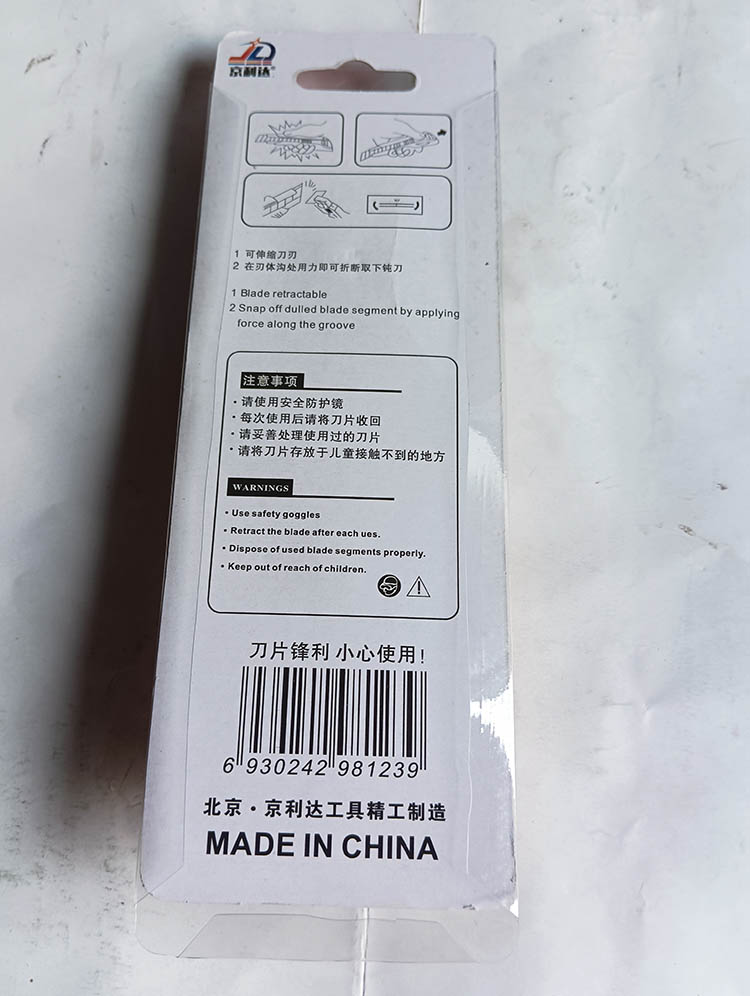 京利达
1 可伸缩刀刃
2 在刃体沟处用力即可折断取下钝刀
1 Blade retractable
2 Snap off dulled blade segment by applying
force along the groove
注意事项
· 请使用安全防护镜
· 每次使用后请将刀片收回
· 请妥善处理使用过的刀片
· 请将刀片存放于儿童接触不到的地方
WARNINGS
· Use safety goggles
· Retract the blade after each ues.
· Dispose of used blade segments properiy.
· Keep out of reach of children.
刀片锋利 小心使用!
6 930242 981239
北京·京利达工具精工制造
MADE IN CHINA